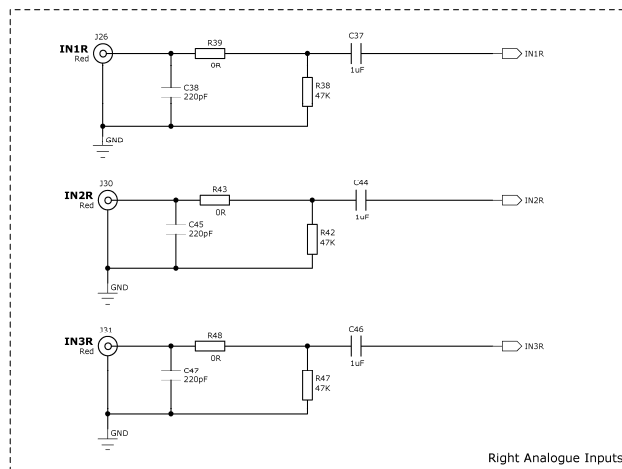 J26
R39
C37
IN1R
Red
0R
1uF
IN1R
C38
220pF
R38
47K
GND
J30
R43
C44
IN2R
Red
0R
1uF
IN2R
C45
220pF
R42
47K
GND
J31
R48
C46
IN3R
Red
0R
1uF
IN3R
C47
220pF
R47
47K
GND
Right Analogue Inputs